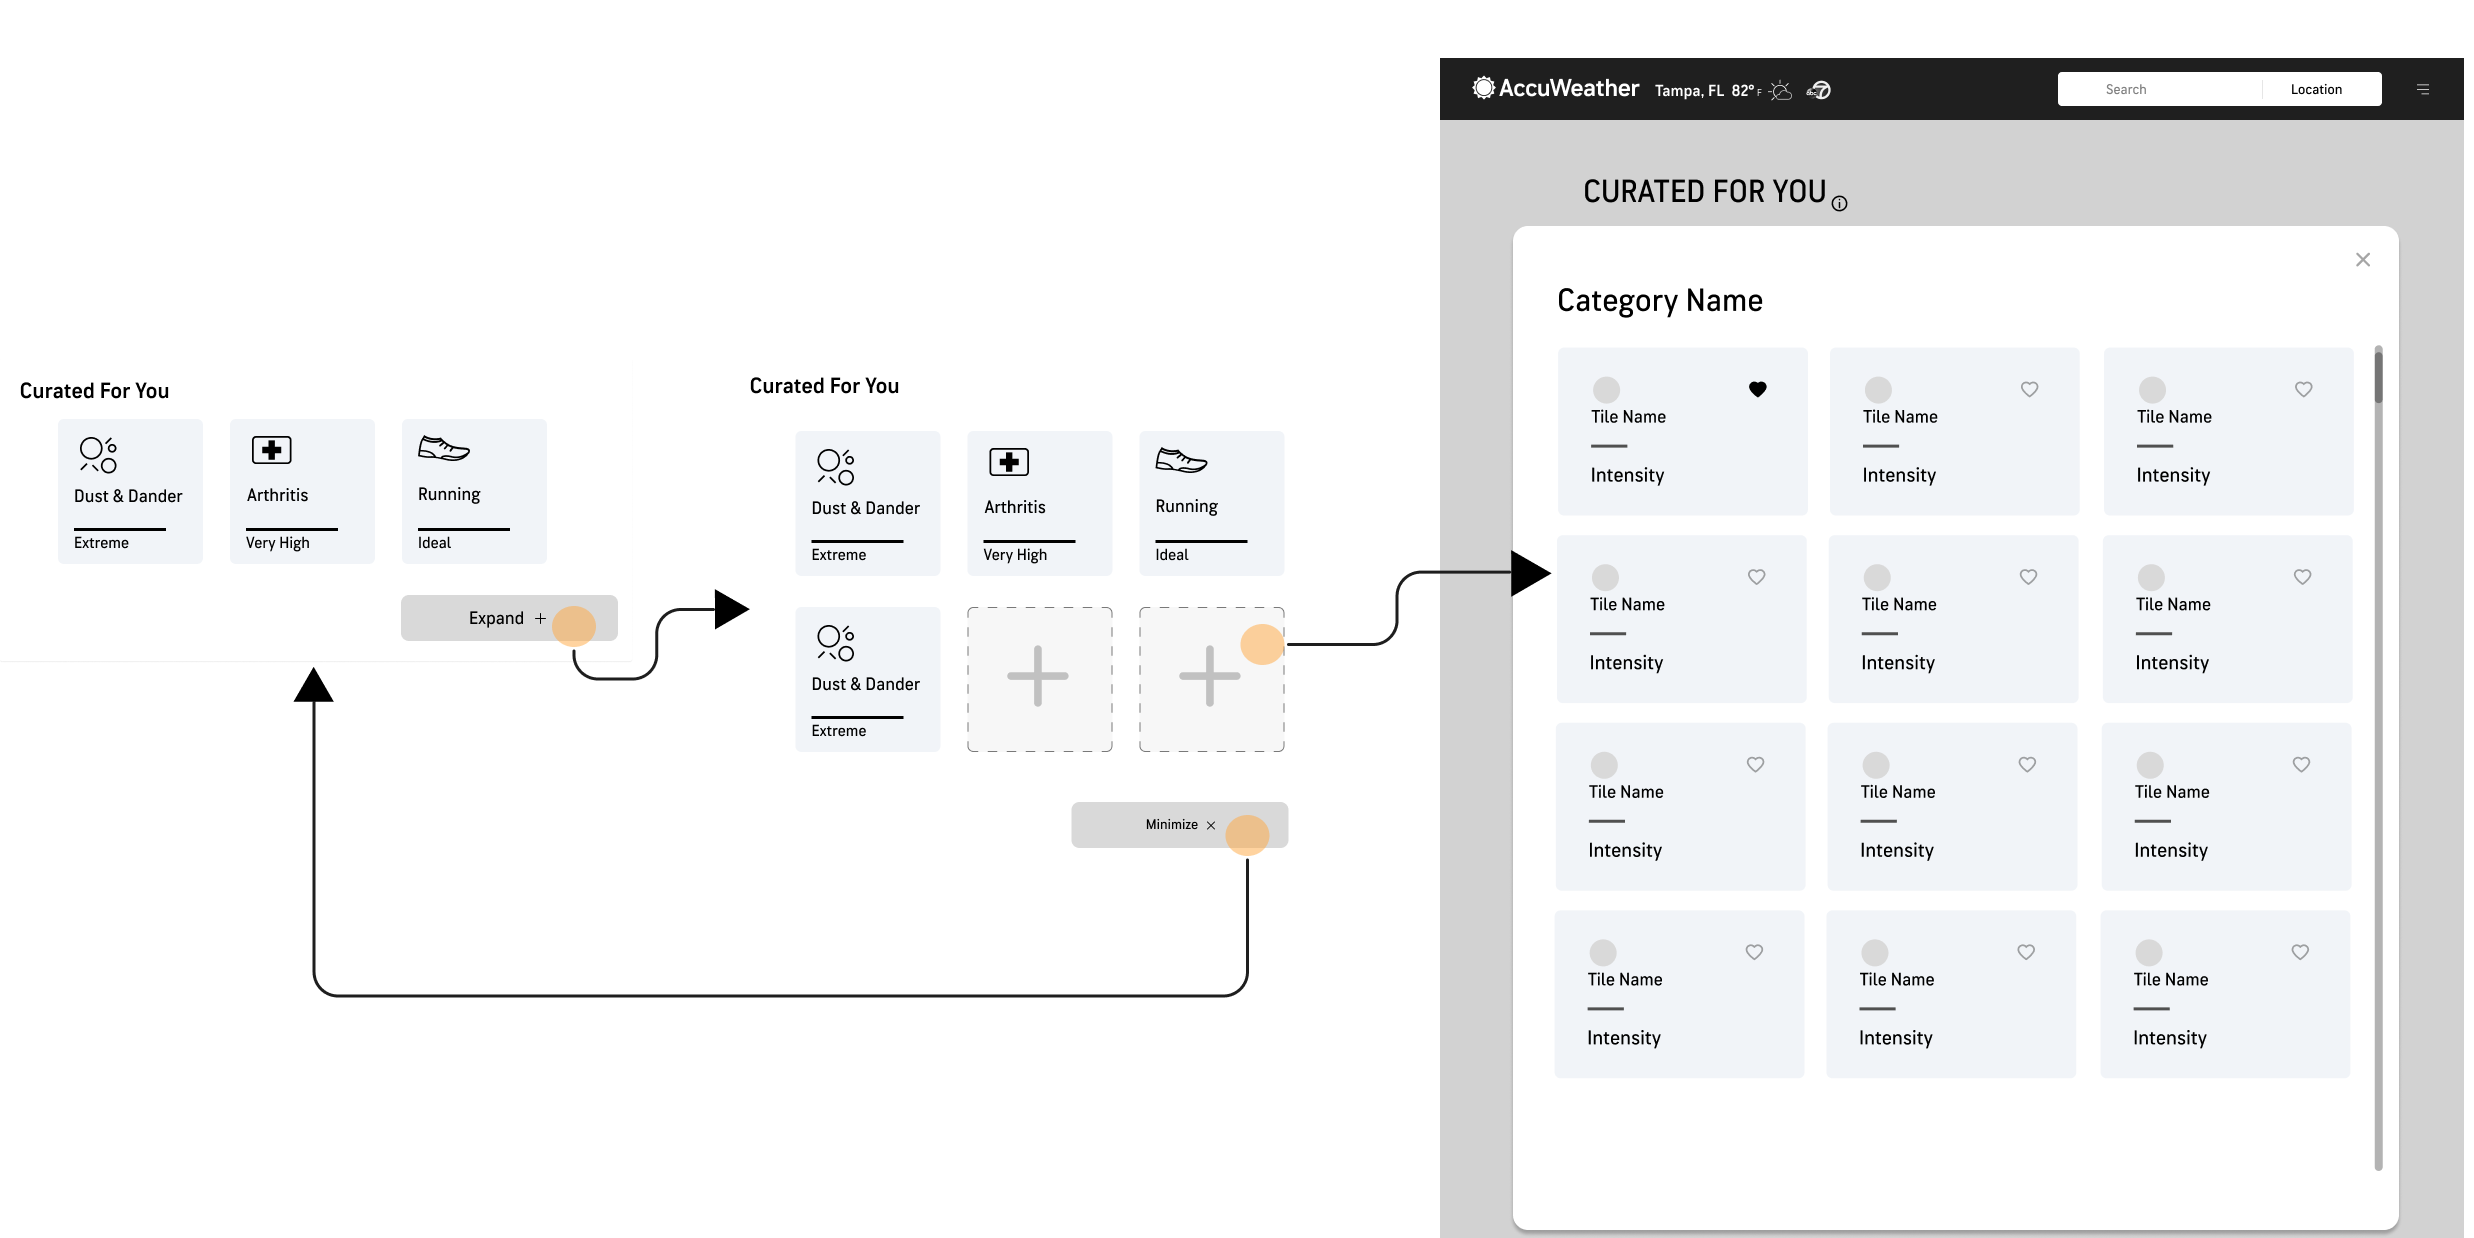 Curated For You
Dust & Dander
Extreme
Arthritis
Very High
Running
Ideal
Expand +
Curated For You
Dust & Dander
Extreme
Arthritis
Very High
Running
Ideal
Dust & Dander
Extreme
Minimize ×
AccuWeather Tampa, FL 82° F abc 7
Search Location
CURATED FOR YOU
Category Name
Tile Name
Intensity
Tile Name
Intensity
Tile Name
Intensity
Tile Name
Intensity
Tile Name
Intensity
Tile Name
Intensity
Tile Name
Intensity
Tile Name
Intensity
Tile Name
Intensity
Tile Name
Intensity
Tile Name
Intensity
Tile Name
Intensity